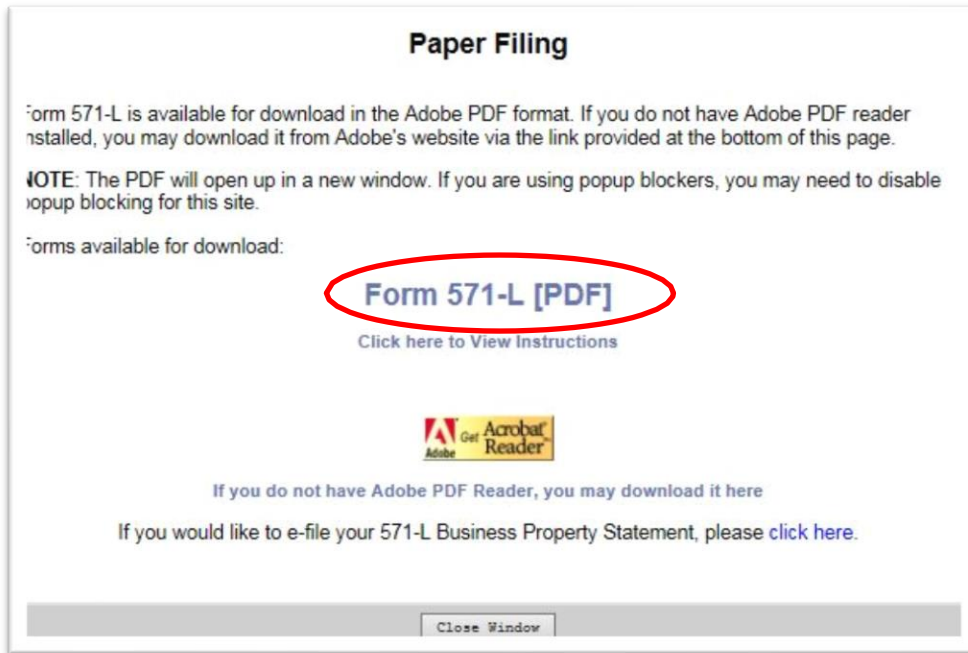 Paper Filing
Form 571-L is available for download in the Adobe PDF format. If you do not have Adobe PDF reader
installed, you may download it from Adobe's website via the link provided at the bottom of this page.
NOTE: The PDF will open up in a new window. If you are using popup blockers, you may need to disable
popup blocking for this site.
Forms available for download:
Form 571-L [PDF]
Click here to View Instructions
Adobe Get Acrobat Reader
If you do not have Adobe PDF Reader, you may download it here
If you would like to e-file your 571-L Business Property Statement, please click here.
Close Window